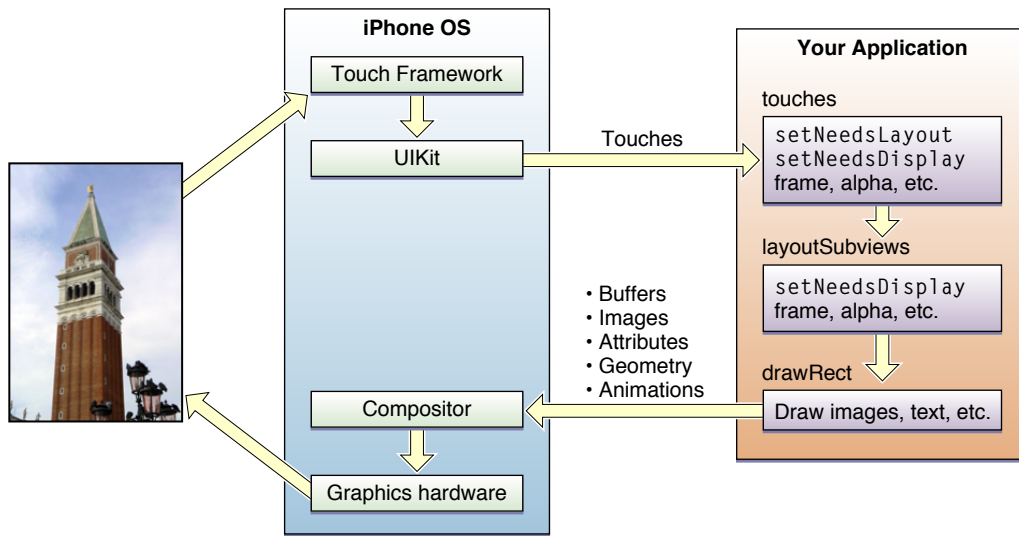 iPhone OS
Touch Framework
UIKit
Touches
Your Application
touches
setNeedsLayout
setNeedsDisplay
frame, alpha, etc.
layoutSubviews
setNeedsDisplay
frame, alpha, etc.
drawRect
Draw images, text, etc.
• Buffers
• Images
• Attributes
• Geometry
• Animations
Compositor
Graphics hardware